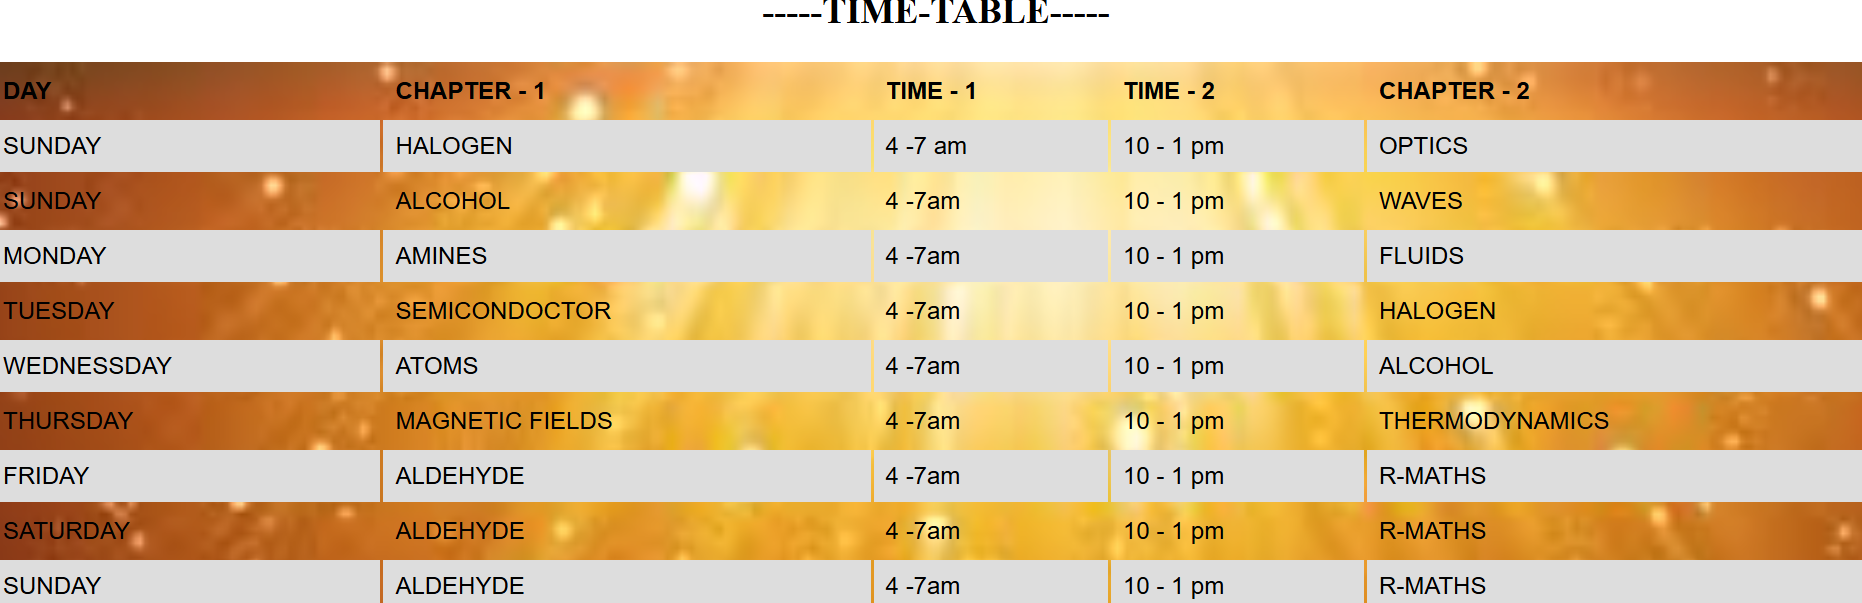 -----TIME-TABLE-----
DAY CHAPTER - 1 TIME - 1 TIME - 2 CHAPTER - 2
SUNDAY HALOGEN 4 -7 am 10 - 1 pm OPTICS
SUNDAY ALCOHOL 4 -7am 10 - 1 pm WAVES
MONDAY AMINES 4 -7am 10 - 1 pm FLUIDS
TUESDAY SEMICONDOCTOR 4 -7am 10 - 1 pm HALOGEN
WEDNESSDAY ATOMS 4 -7am 10 - 1 pm ALCOHOL
THURSDAY MAGNETIC FIELDS 4 -7am 10 - 1 pm THERMODYNAMICS
FRIDAY ALDEHYDE 4 -7am 10 - 1 pm R-MATHS
SATURDAY ALDEHYDE 4 -7am 10 - 1 pm R-MATHS
SUNDAY ALDEHYDE 4 -7am 10 - 1 pm R-MATHS